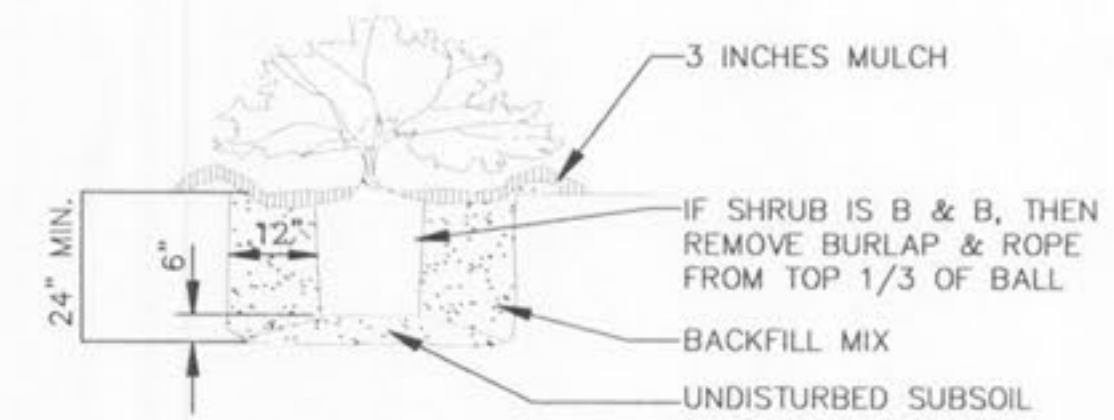 3 INCHES MULCH
24" MIN.
6"
12"
IF SHRUB IS B & B, THEN
REMOVE BURLAP & ROPE
FROM TOP 1/3 OF BALL
BACKFILL MIX
UNDISTURBED SUBSOIL